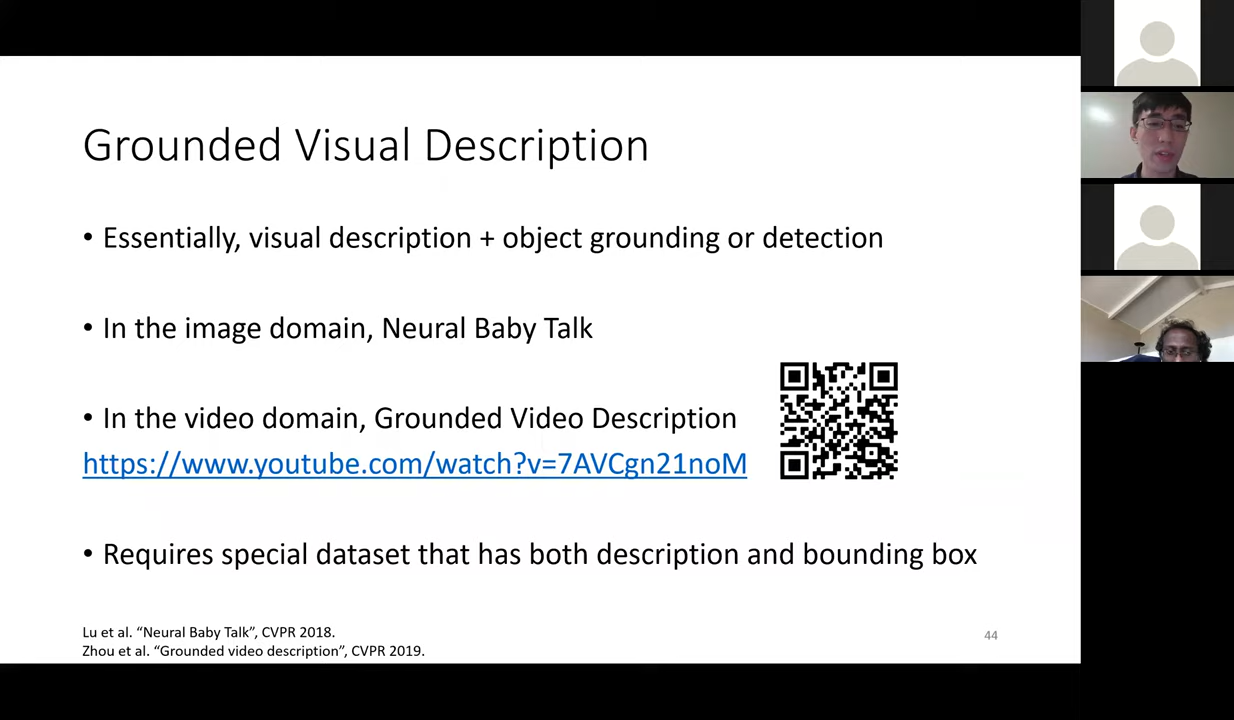 Grounded Visual Description
• Essentially, visual description + object grounding or detection
• In the image domain, Neural Baby Talk
• In the video domain, Grounded Video Description
https://www.youtube.com/watch?v=7AVCgn21noM
• Requires special dataset that has both description and bounding box
Lu et al. “Neural Baby Talk”, CVPR 2018.
Zhou et al. “Grounded video description”, CVPR 2019.
44